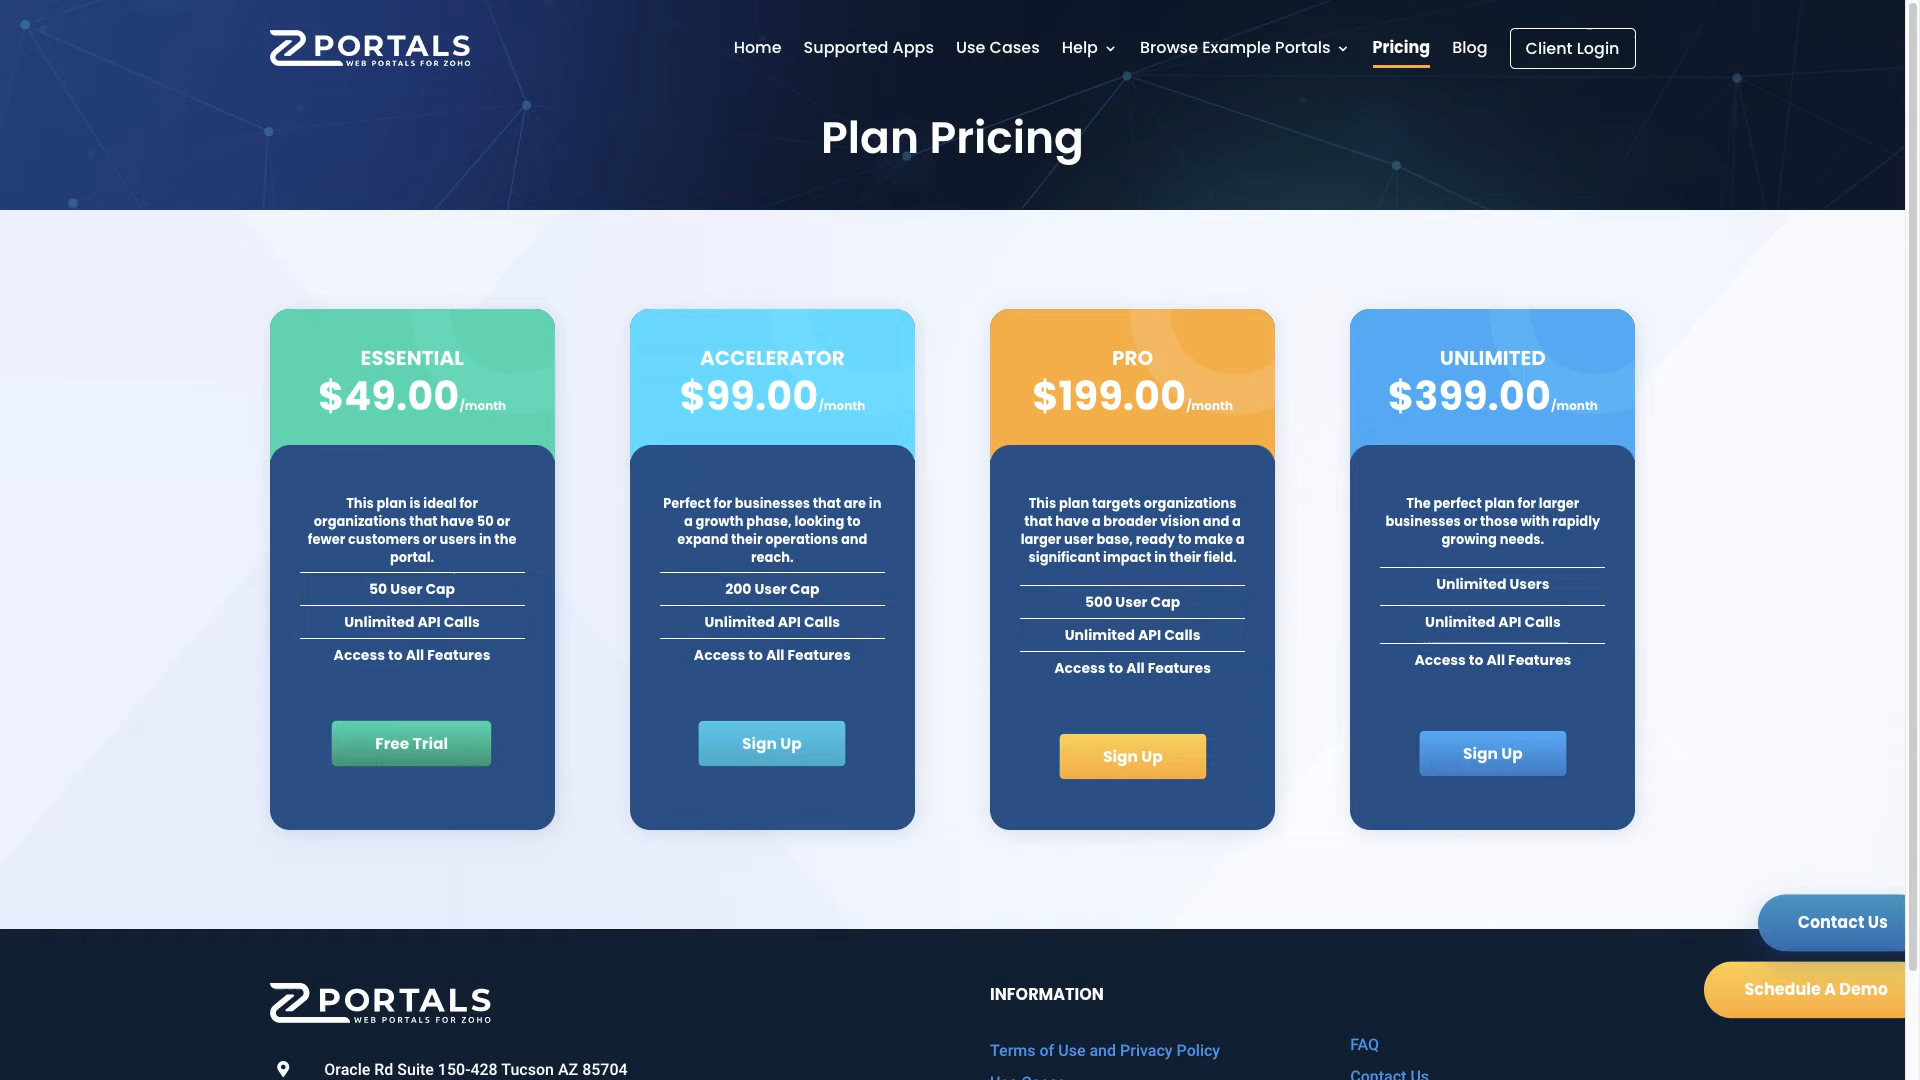 PORTALS
WEB PORTALS FOR ZOHO
Home Supported Apps Use Cases Help Browse Example Portals Pricing Blog Client Login
Plan Pricing
ESSENTIAL
$49.00/month
This plan is ideal for
organizations that have 50 or
fewer customers or users in the
portal.
50 User Cap
Unlimited API Calls
Access to All Features
Free Trial
ACCELERATOR
$99.00/month
Perfect for businesses that are in
a growth phase, looking to
expand their operations and
reach.
200 User Cap
Unlimited API Calls
Access to All Features
Sign Up
PRO
$199.00/month
This plan targets organizations
that have a broader vision and a
larger user base, ready to make a
significant impact in their field.
500 User Cap
Unlimited API Calls
Access to All Features
Sign Up
UNLIMITED
$399.00/month
The perfect plan for larger
businesses or those with rapidly
growing needs.
Unlimited Users
Unlimited API Calls
Access to All Features
Sign Up
Contact Us
Schedule A Demo
PORTALS
WEB PORTALS FOR ZOHO
Oracle Rd Suite 150-428 Tucson AZ 85704
INFORMATION
Terms of Use and Privacy Policy
FAQ
Contact Us